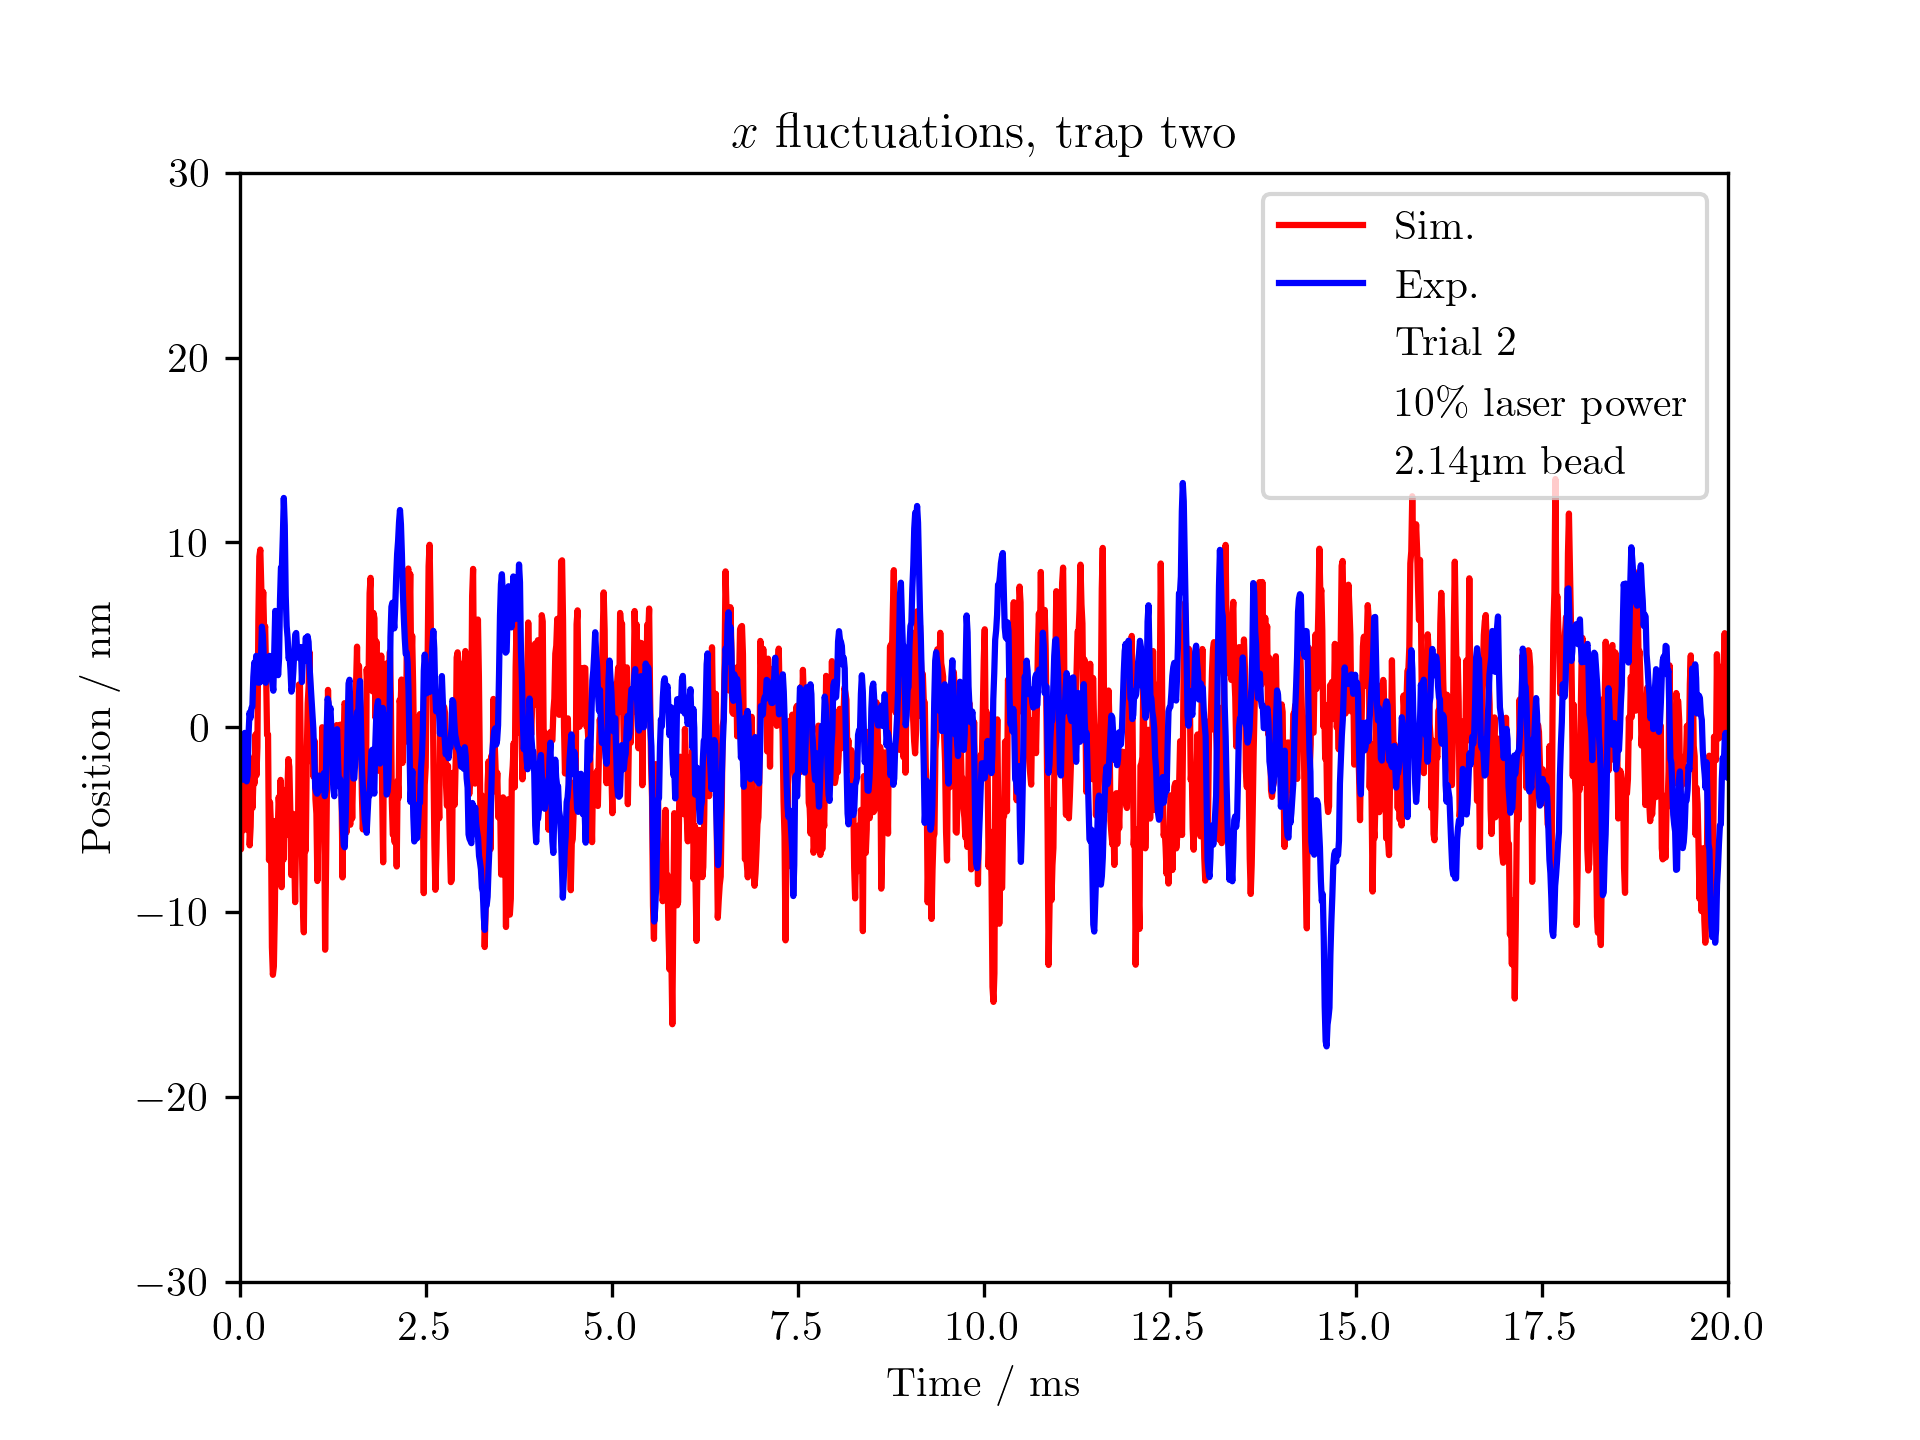 x fluctuations, trap two
30
20
10
0
−10
−20
−30
Position / nm
Sim.
Exp.
Trial 2
10% laser power
2.14µm bead
0.0 2.5 5.0 7.5 10.0 12.5 15.0 17.5 20.0
Time / ms